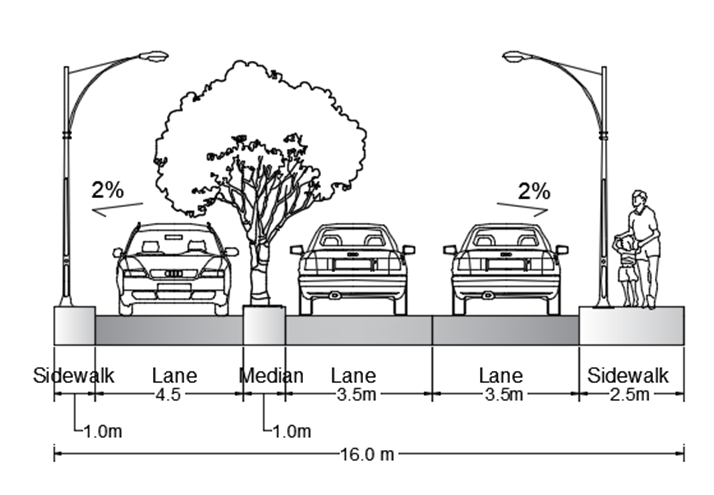 2%
2%
Sidewalk Lane Median Lane Lane Sidewalk
4.5 3.5m 3.5m 2.5m
1.0m 1.0m
16.0 m